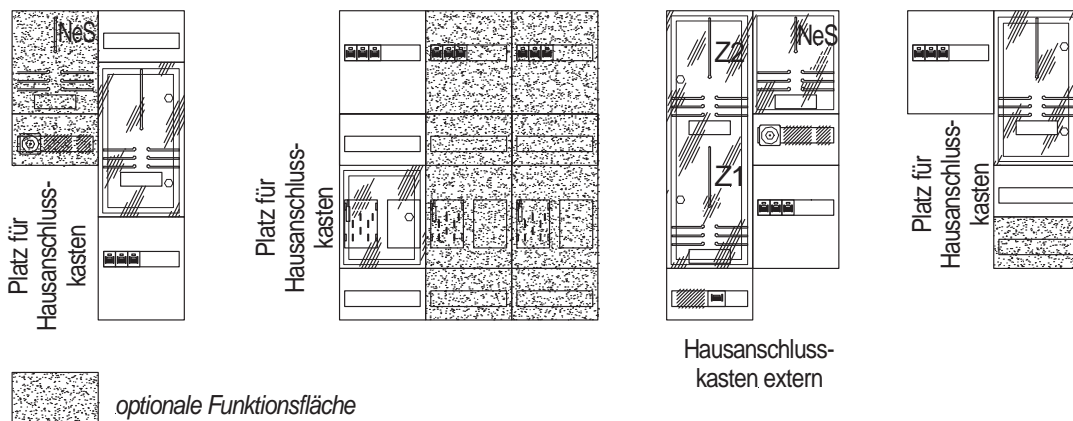 NeS
Z2
NeS
Z1
Platz für
Hausanschluss-
kasten
Platz für
Hausanschluss-
kasten
Platz für
Hausanschluss-
kasten
Hausanschluss-
kasten extern
optionale Funktionsfläche